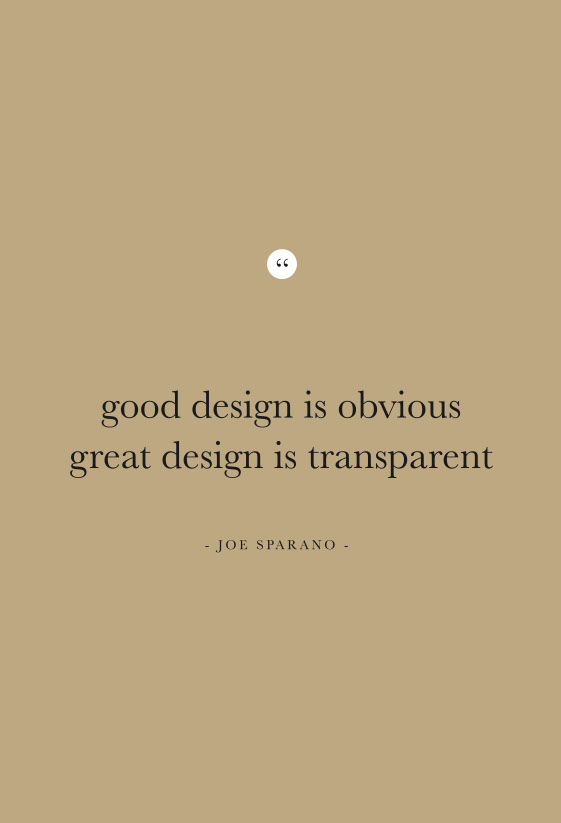 “
good design is obvious
great design is transparent
- JOE SPARANO -